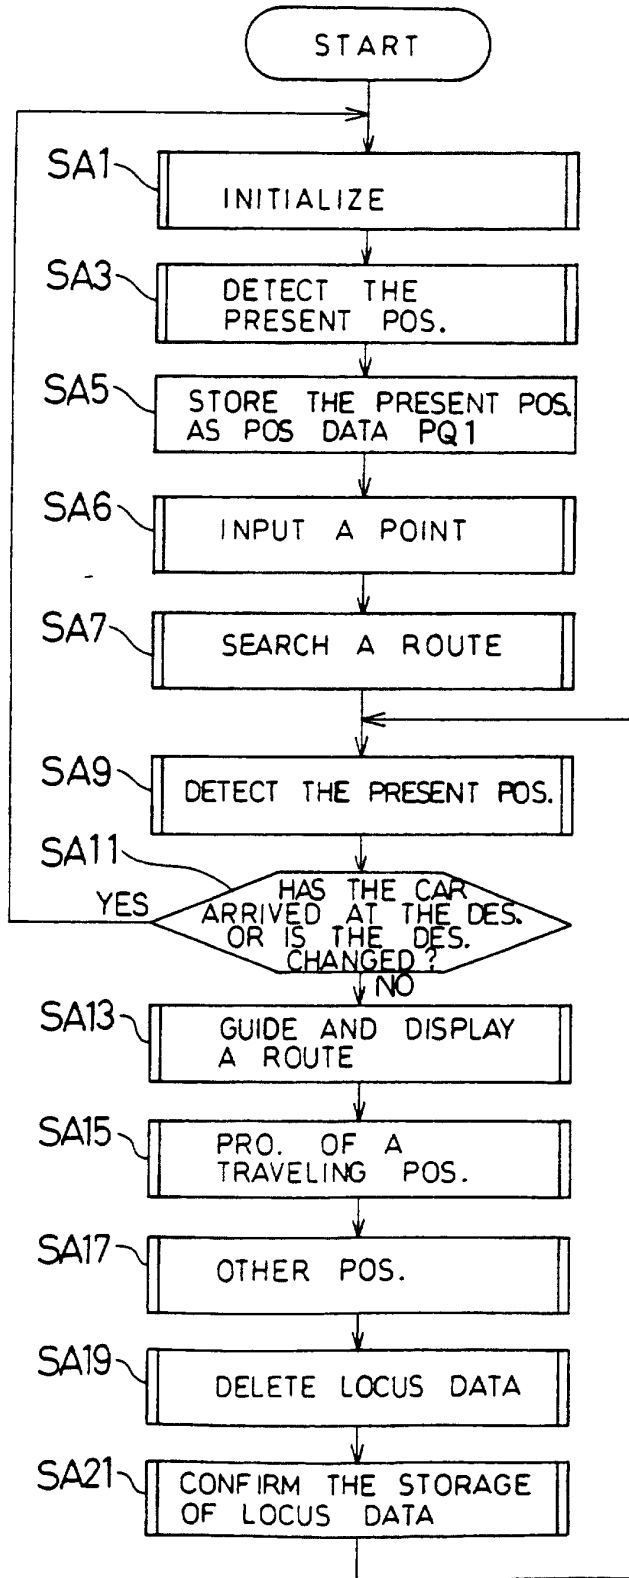 START
SA1
INITIALIZE
SA3
DETECT THE
PRESENT POS.
SA5
STORE THE PRESENT POS.
AS POS DATA PQ1
SA6
INPUT A POINT
SA7
SEARCH A ROUTE
SA9
DETECT THE PRESENT POS.
SA11
YES
HAS THE CAR
ARRIVED AT THE DES.
OR IS THE DES.
CHANGED?
NO
SA13
GUIDE AND DISPLAY
A ROUTE
SA15
PRO. OF A
TRAVELING POS.
SA17
OTHER POS.
SA19
DELETE LOCUS DATA
SA21
CONFIRM THE STORAGE
OF LOCUS DATA